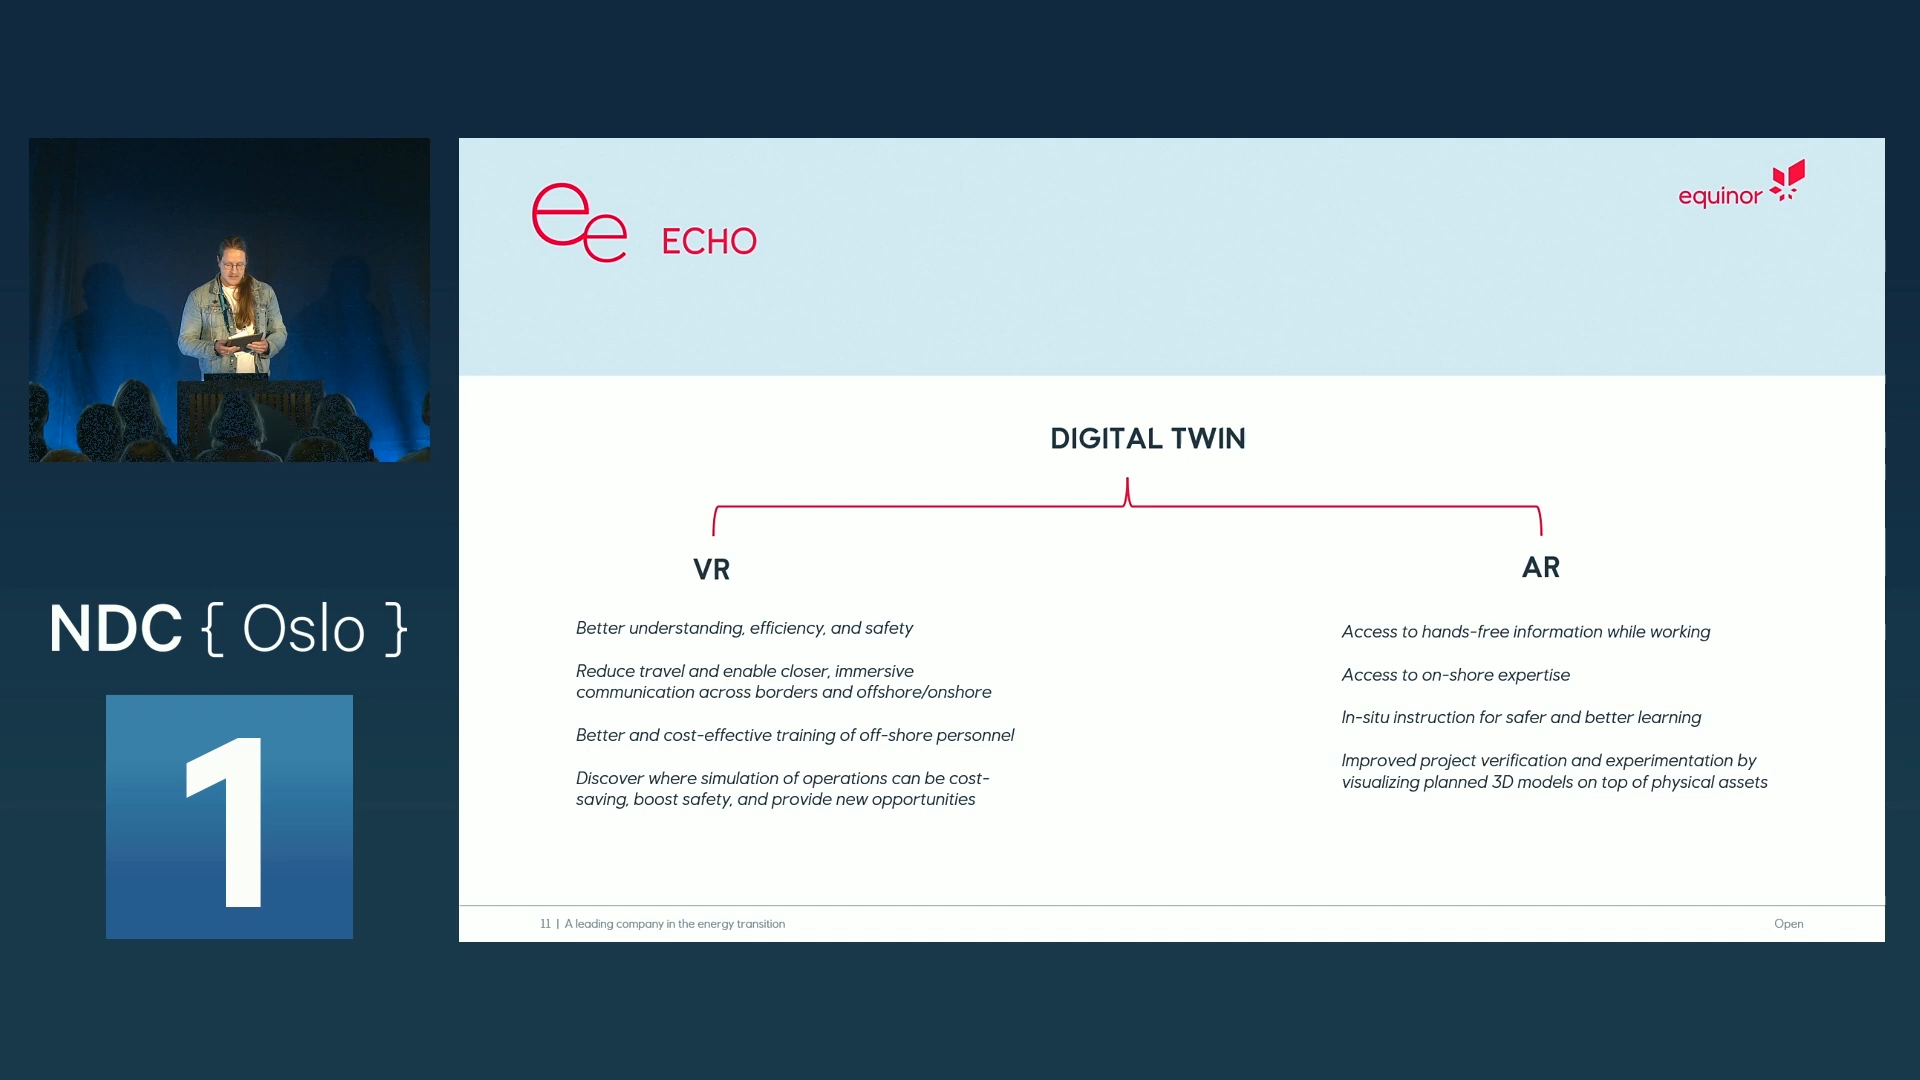 ee ECHO
equinor
DIGITAL TWIN
VR
Better understanding, efficiency, and safety
Reduce travel and enable closer, immersive
communication across borders and offshore/onshore
Better and cost-effective training of off-shore personnel
Discover where simulation of operations can be cost-
saving, boost safety, and provide new opportunities
AR
Access to hands-free information while working
Access to on-shore expertise
In-situ instruction for safer and better learning
Improved project verification and experimentation by
visualizing planned 3D models on top of physical assets
11 | A leading company in the energy transition
Open
NDC { Oslo }
1